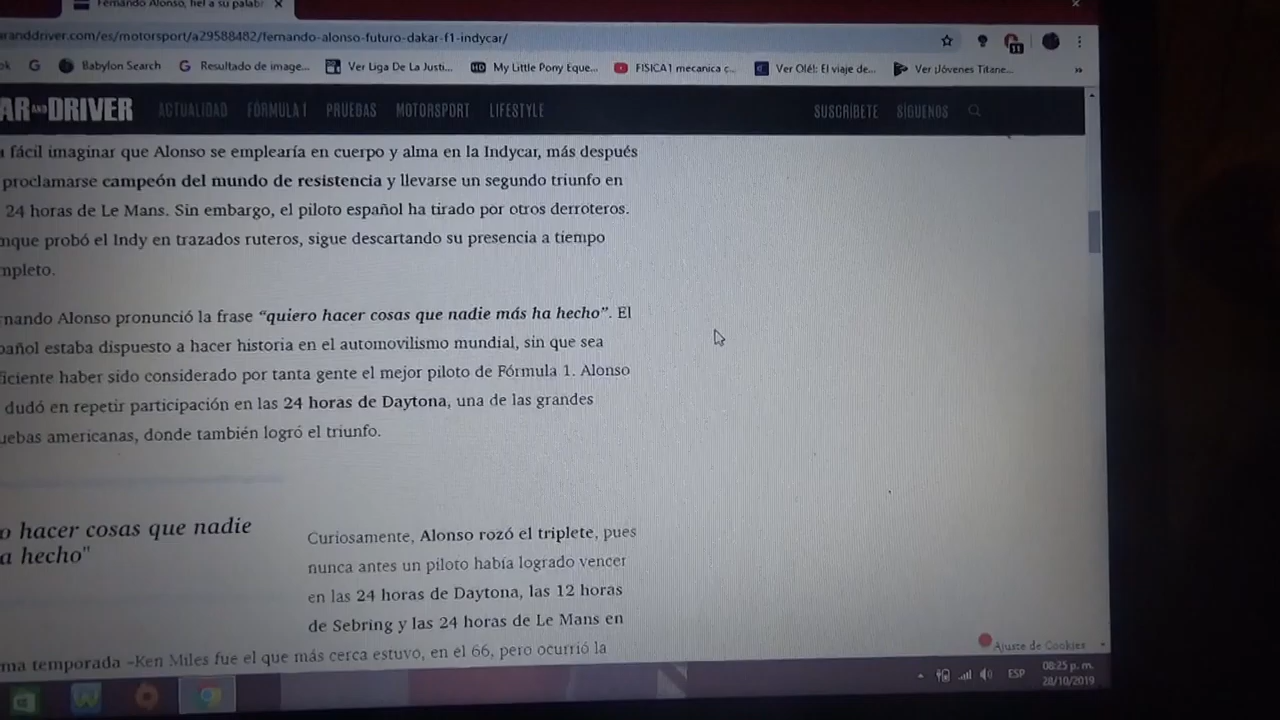 Fernando Alonso, fiel a su palab
aranddriver.com/es/motorsport/a29588482/fernando-alonso-futuro-dakar-f1-indycar/
ok G Babylon Search G Resultado de image... Ver Liga De La Justi... HD My Little Pony Eque... FISICA1 mecanica c... Ver Olé!: El viaje de... Ver ¡Jóvenes Titane... »
11
AR AND DRIVER ACTUALIDAD FÓRMULA 1 PRUEBAS MOTORSPORT LIFESTYLE SUSCRÍBETE SÍGUENOS
a fácil imaginar que Alonso se emplearía en cuerpo y alma en la Indycar, más después
proclamarse campeón del mundo de resistencia y llevarse un segundo triunfo en
24 horas de Le Mans. Sin embargo, el piloto español ha tirado por otros derroteros.
nque probó el Indy en trazados ruteros, sigue descartando su presencia a tiempo
mpleto.
rnando Alonso pronunció la frase “quiero hacer cosas que nadie más ha hecho”. El
pañol estaba dispuesto a hacer historia en el automovilismo mundial, sin que sea
ficiente haber sido considerado por tanta gente el mejor piloto de Fórmula 1. Alonso
dudó en repetir participación en las 24 horas de Daytona, una de las grandes
uebas americanas, donde también logró el triunfo.
o hacer cosas que nadie
a hecho"
Curiosamente, Alonso rozó el triplete, pues
nunca antes un piloto había logrado vencer
en las 24 horas de Daytona, las 12 horas
de Sebring y las 24 horas de Le Mans en
ma temporada –Ken Miles fue el que más cerca estuvo, en el 66, pero ocurrió la
Ajuste de Cookies
ESP 08:25 p. m.
28/10/2019